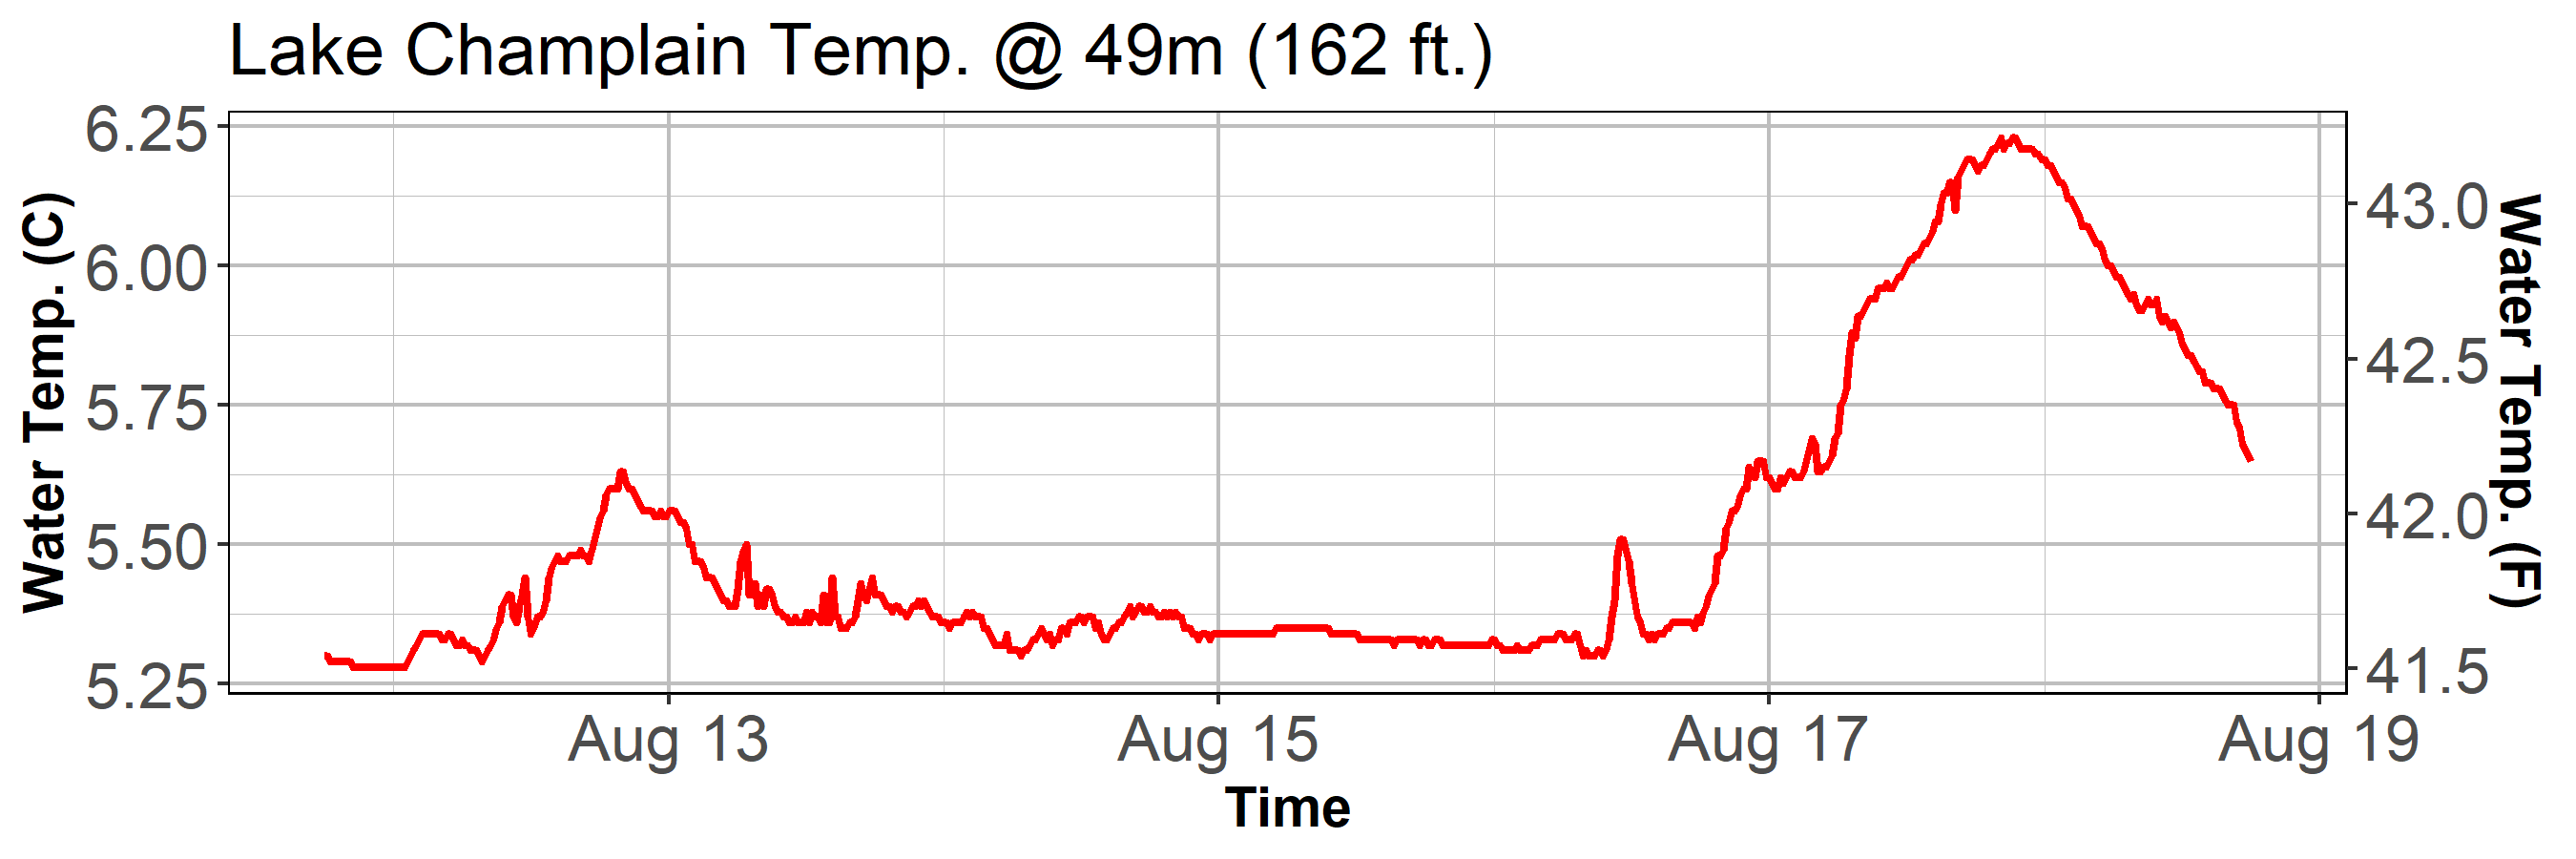 Lake Champlain Temp. @ 49m (162 ft.)
Water Temp. (C)
6.25
6.00
5.75
5.50
5.25
43.0
42.5
42.0
41.5
Water Temp. (F)
Aug 13 Aug 15 Aug 17 Aug 19
Time